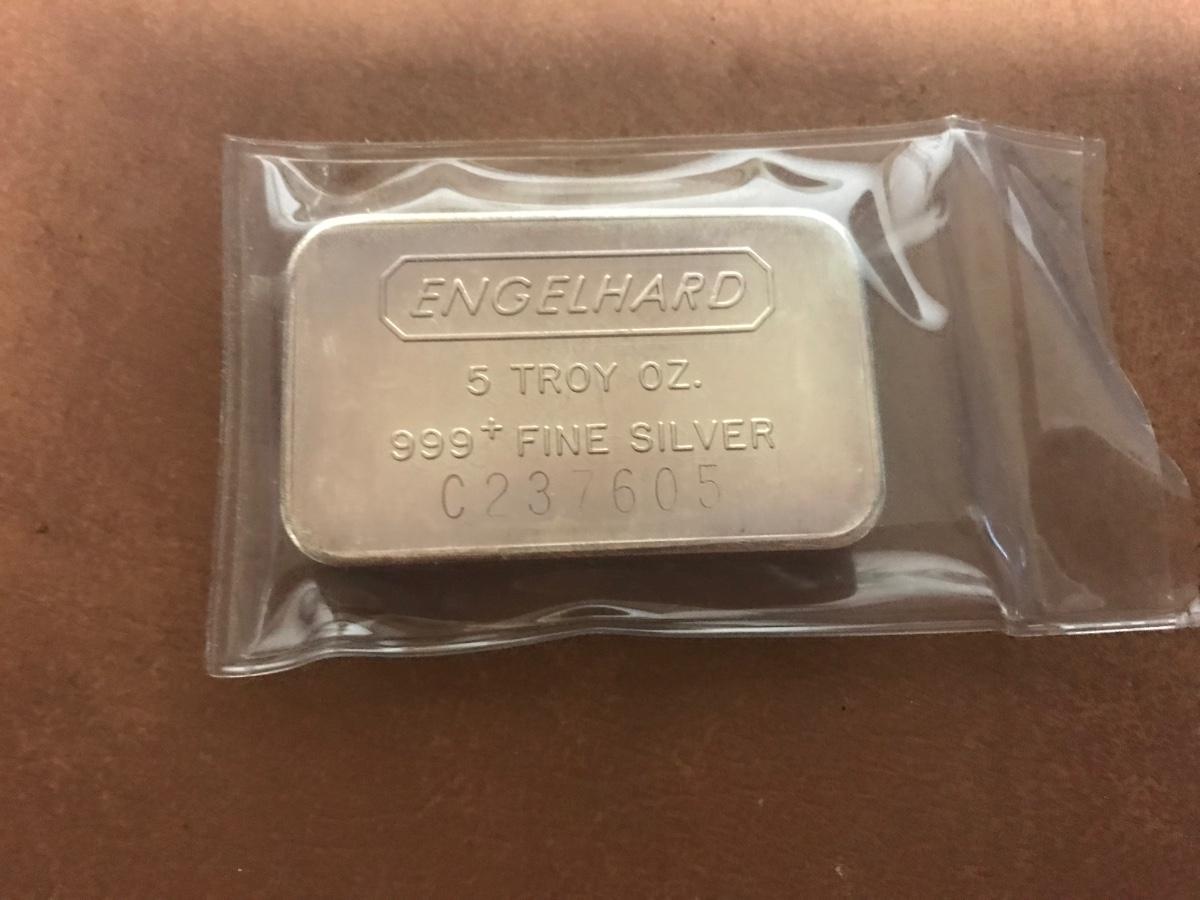 ENGELHARD
5 TROY OZ.
999+ FINE SILVER
C237605